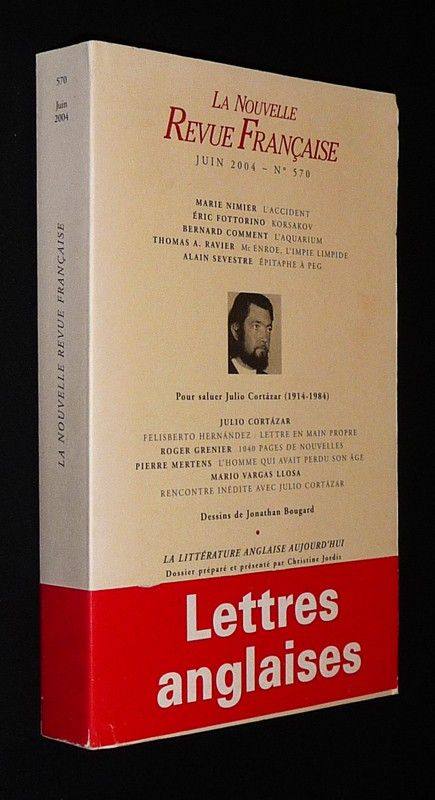 570
Juin
2004
LA NOUVELLE REVUE FRANÇAISE
LA NOUVELLE
REVUE FRANÇAISE
JUIN 2004 – N° 570
MARIE NIMIER L'ACCIDENT
ÉRIC FOTTORINO KORSAKOV
BERNARD COMMENT L'AQUARIUM
THOMAS A. RAVIER Mc ENROE, L'IMPIE LIMPIDE
ALAIN SEVESTRE ÉPITAPHE À PEG
Pour saluer Julio Cortázar (1914-1984)
JULIO CORTÁZAR
FELISBERTO HERNÁNDEZ : LETTRE EN MAIN PROPRE
ROGER GRENIER 1040 PAGES DE NOUVELLES
PIERRE MERTENS L'HOMME QUI AVAIT PERDU SON ÂGE
MARIO VARGAS LLOSA
RENCONTRE INÉDITE AVEC JULIO CORTÁZAR
Dessins de Jonathan Bougard
LA LITTÉRATURE ANGLAISE AUJOURD'HUI
Dossier préparé et présenté par Christine Jordis
Lettres
anglaises